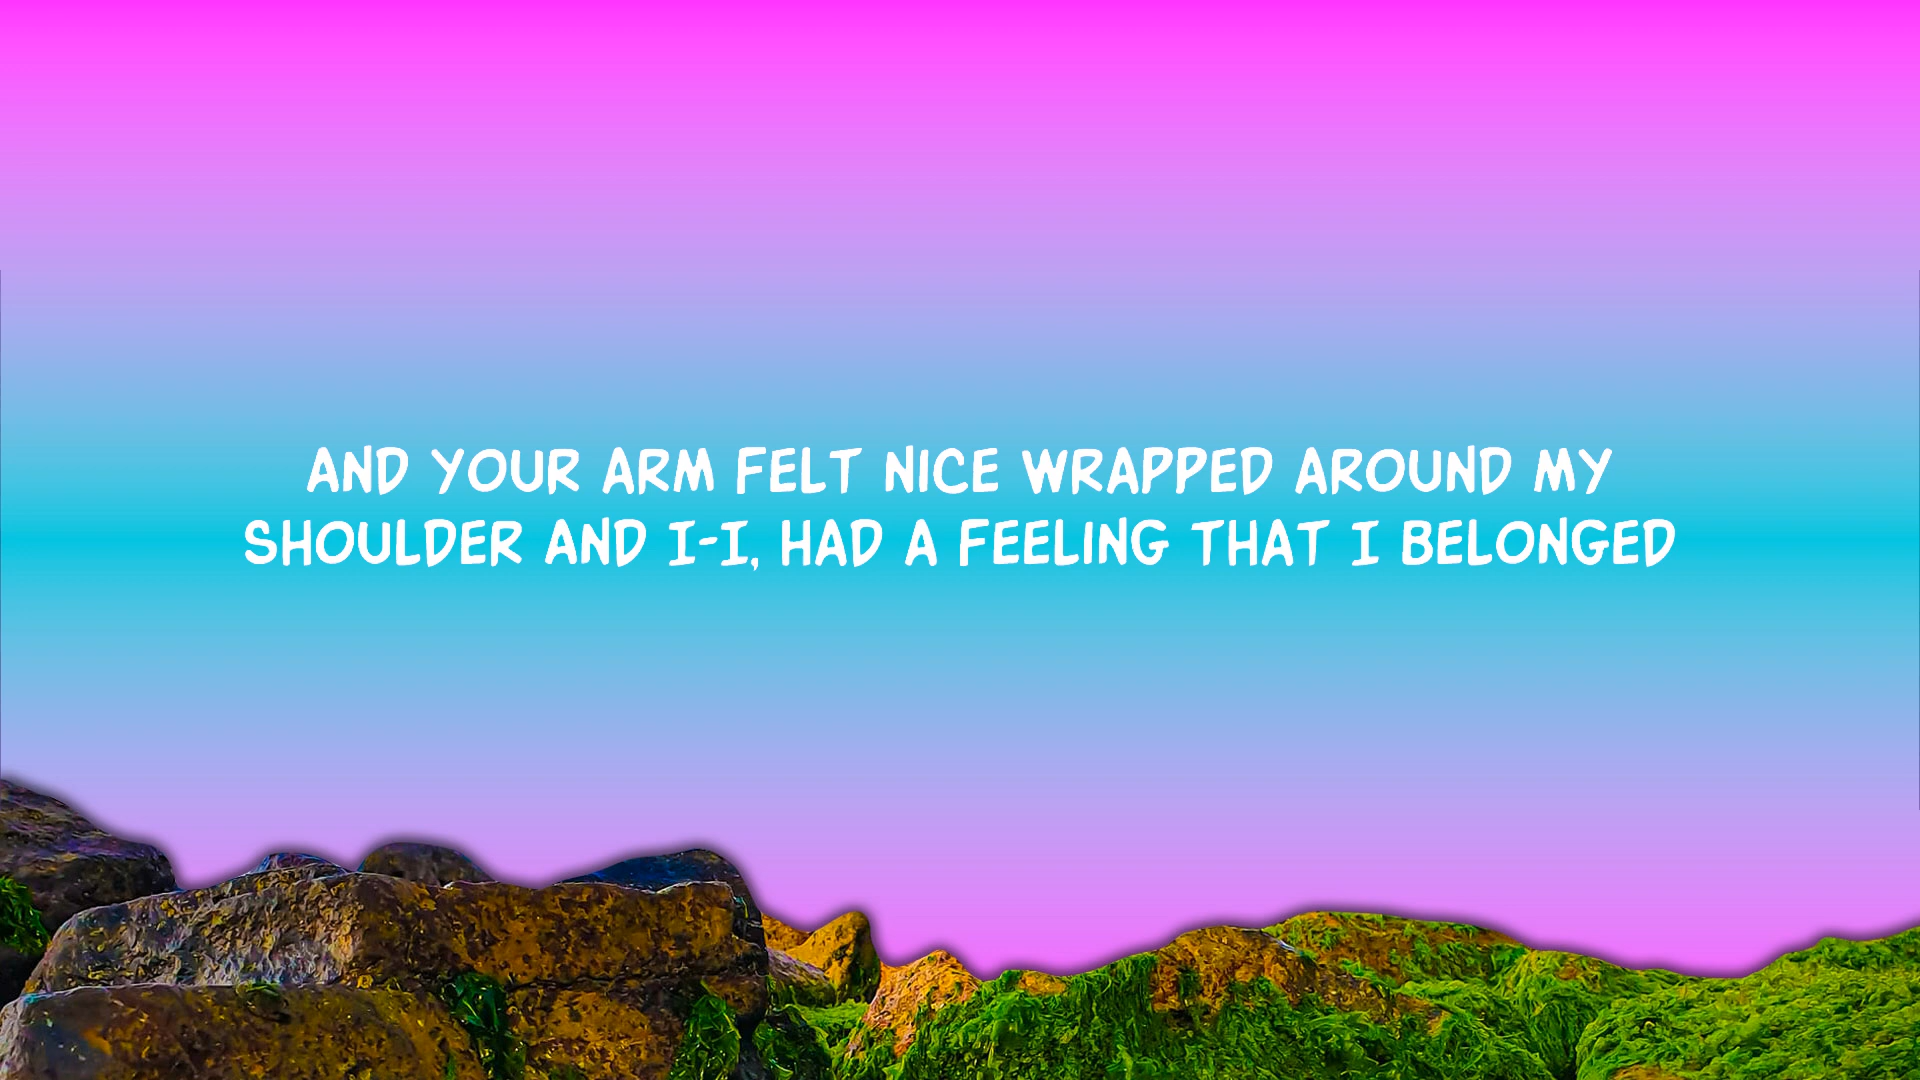 AND YOUR ARM FELT NICE WRAPPED AROUND MY
SHOULDER AND I-I, HAD A FEELING THAT I BELONGED